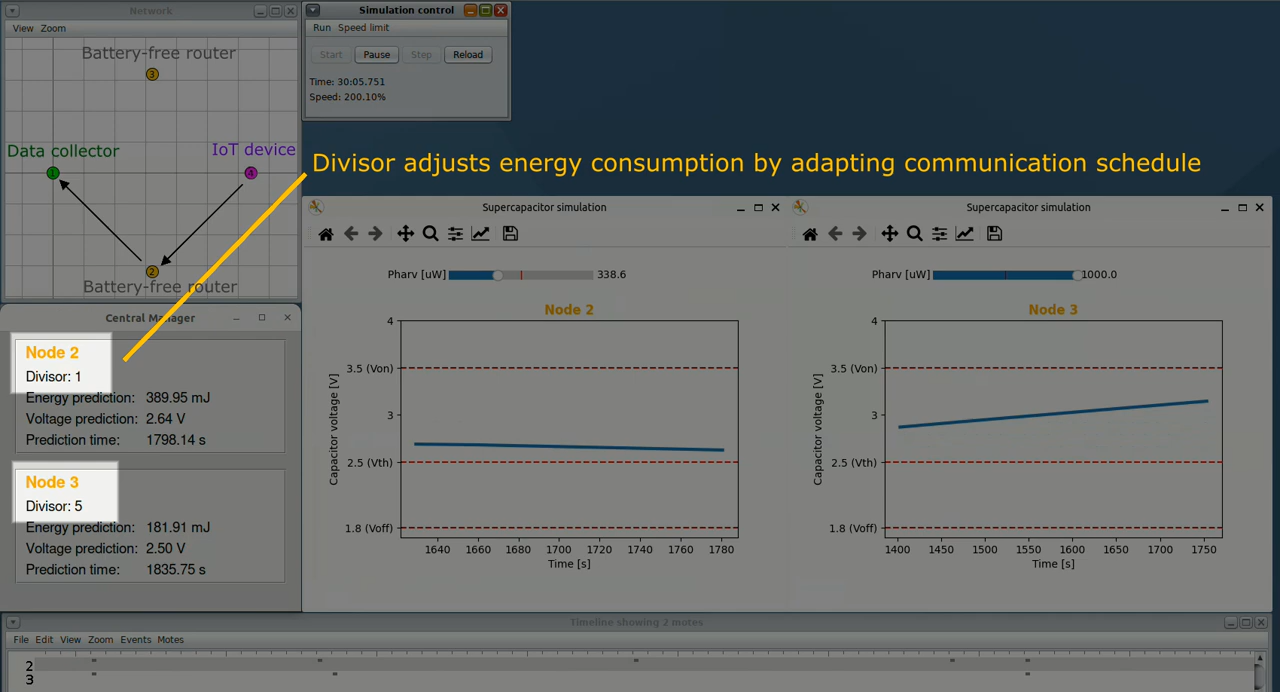 Network
View Zoom
Battery-free router
3
Data collector
IoT device
1
4
2
Battery-free router
Simulation control
Run Speed limit
Start Pause Step Reload
Time: 30:05.751
Speed: 200.10%
Divisor adjusts energy consumption by adapting communication schedule
Central Manager
Node 2
Divisor: 1
Energy prediction: 389.95 mJ
Voltage prediction: 2.64 V
Prediction time: 1798.14 s
Node 3
Divisor: 5
Energy prediction: 181.91 mJ
Voltage prediction: 2.50 V
Prediction time: 1835.75 s
Supercapacitor simulation
Pharv [uW] 338.6
Node 2
4
3.5 (Von)
3
2.5 (Vth)
1.8 (Voff)
Capacitor voltage [V]
1640 1660 1680 1700 1720 1740 1760 1780
Time [s]
Supercapacitor simulation
Pharv [uW] 1000.0
Node 3
4
3.5 (Von)
3
2.5 (Vth)
1.8 (Voff)
Capacitor voltage [V]
1400 1450 1500 1550 1600 1650 1700 1750
Time [s]
Timeline showing 2 motes
File Edit View Zoom Events Motes
2
3